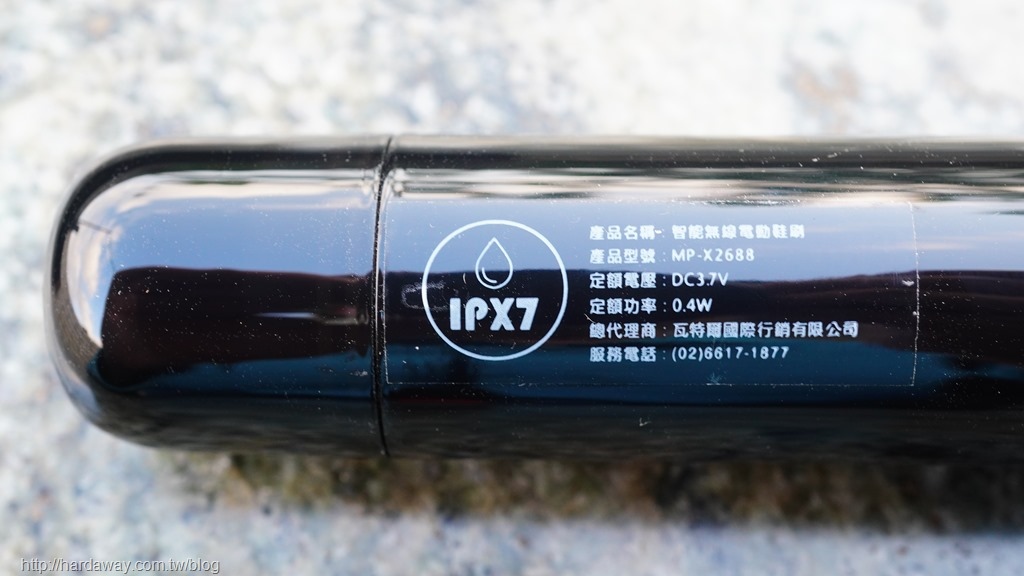 IPX7
產品名稱-: 智能無線電動鞋刷
產品型號 : MP-X2688
定額電壓 : DC3.7V
定額功率 : 0.4W
總代理商 : 瓦特爾國際行銷有限公司
服務電話 : (02)6617-1877
http://hardaway.com.tw/blog